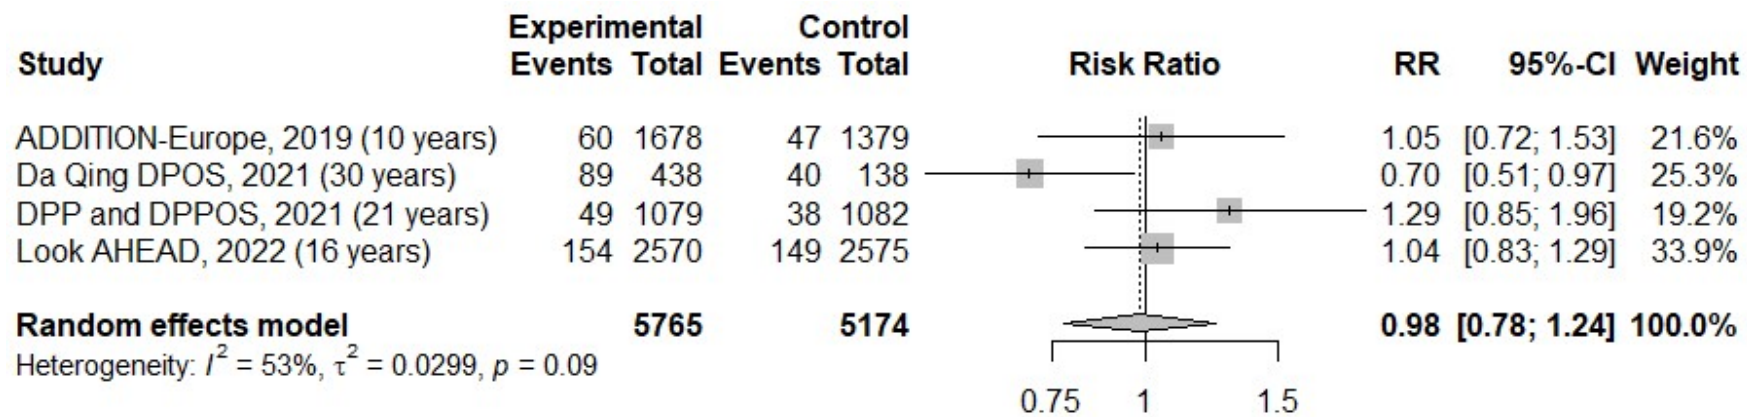 Experimental Control
Study Events Total Events Total Risk Ratio RR 95%-CI Weight
ADDITION-Europe, 2019 (10 years) 60 1678 47 1379 1.05 [0.72; 1.53] 21.6%
Da Qing DPOS, 2021 (30 years) 89 438 40 138 0.70 [0.51; 0.97] 25.3%
DPP and DPPOS, 2021 (21 years) 49 1079 38 1082 1.29 [0.85; 1.96] 19.2%
Look AHEAD, 2022 (16 years) 154 2570 149 2575 1.04 [0.83; 1.29] 33.9%
Random effects model 5765 5174 0.98 [0.78; 1.24] 100.0%
Heterogeneity: I² = 53%, τ² = 0.0299, p = 0.09
0.75 1 1.5